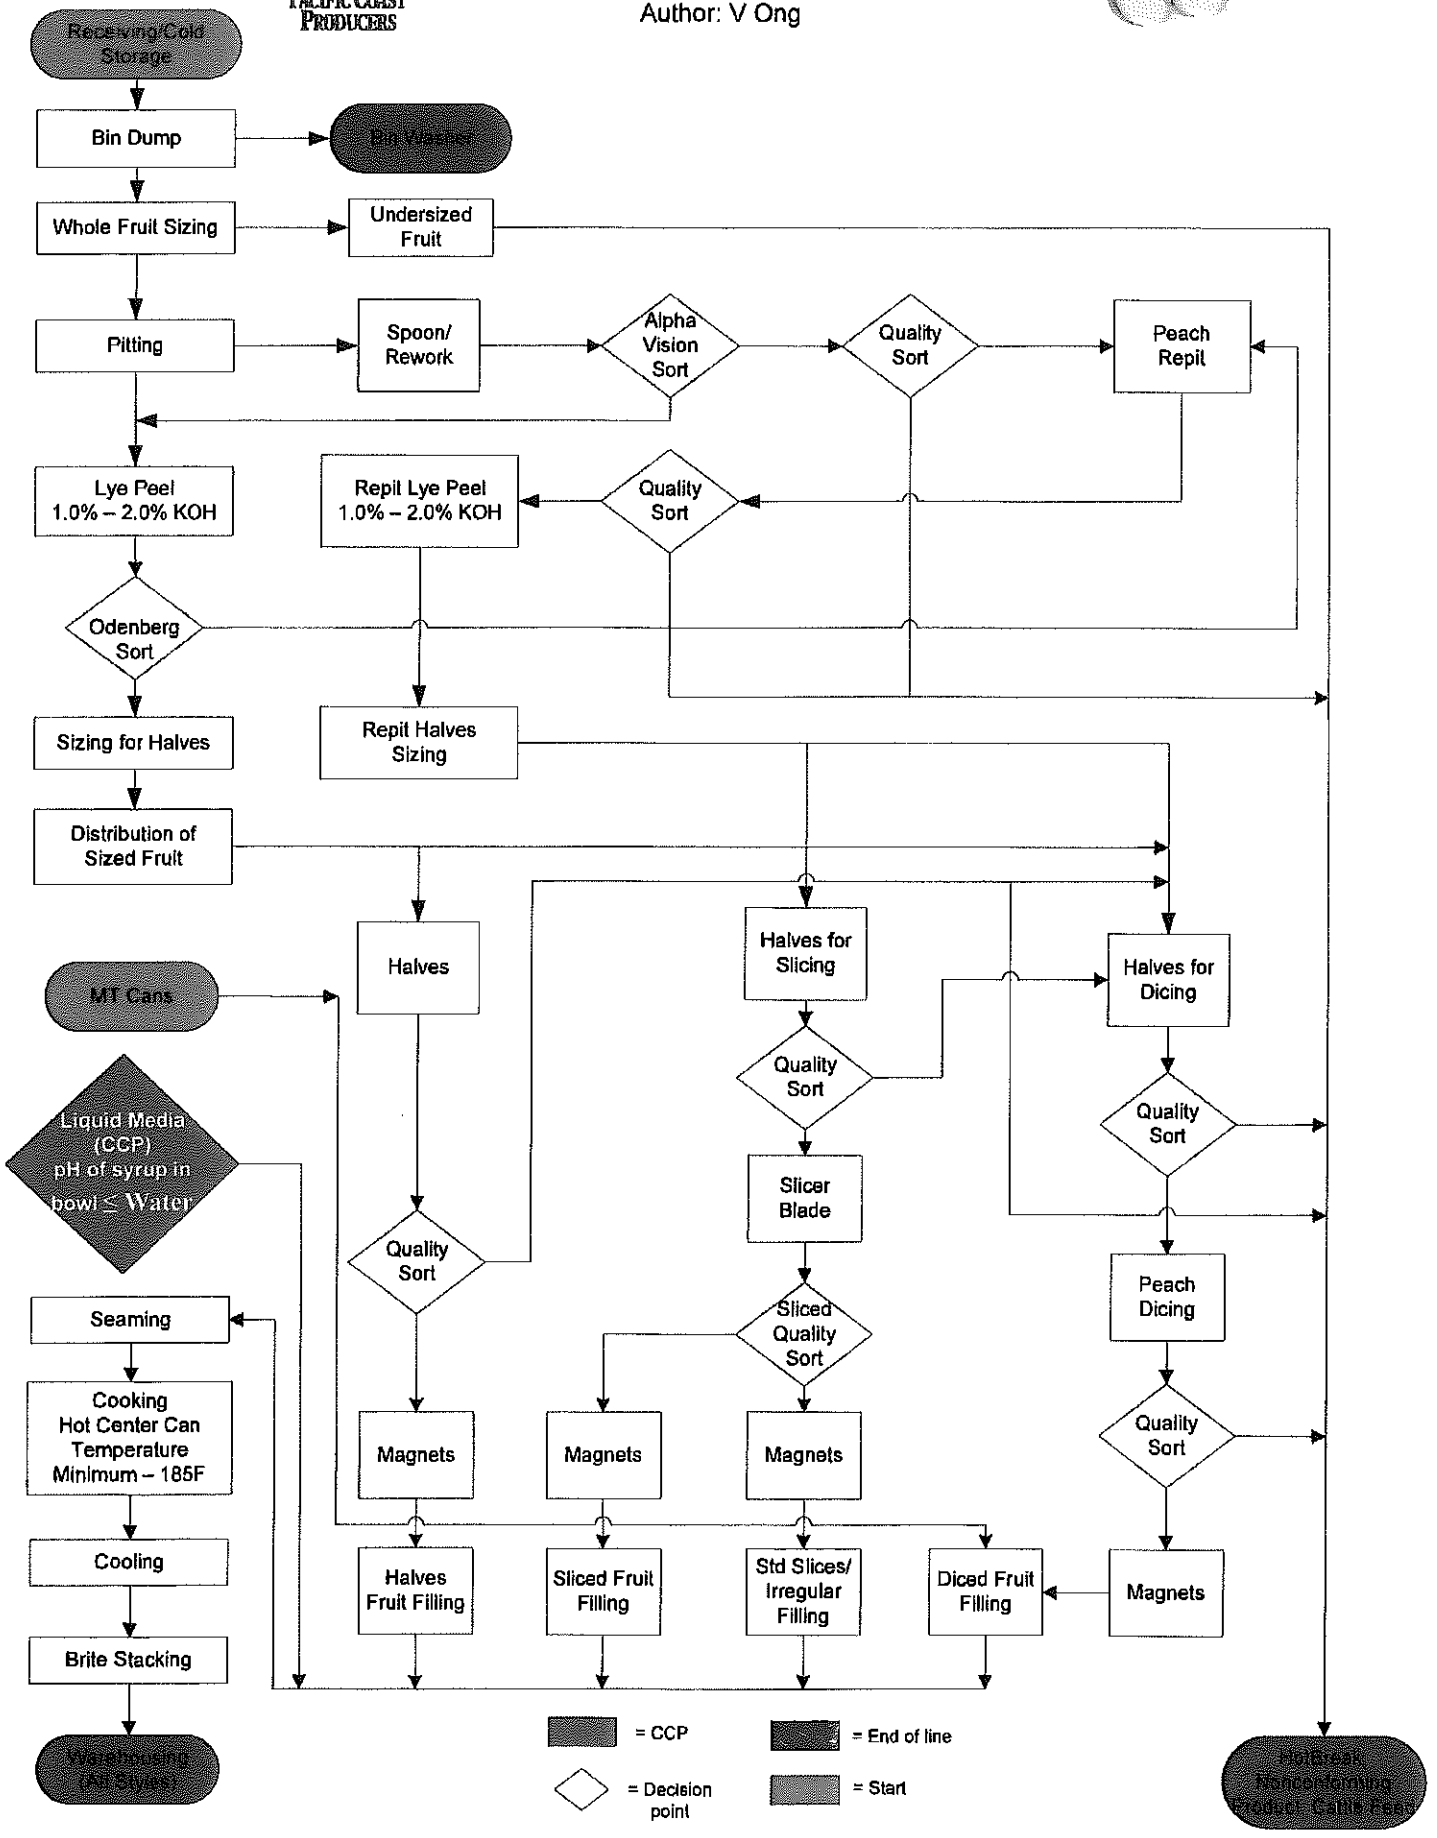 PACIFIC COAST
PRODUCERS
Author: V Ong
Receiving/Cold
Storage
Bin Dump
Bin Washer
Whole Fruit Sizing
Undersized
Fruit
Pitting
Spoon/
Rework
Alpha
Vision
Sort
Quality
Sort
Peach
Repit
Lye Peel
1.0% – 2.0% KOH
Repit Lye Peel
1.0% – 2.0% KOH
Quality
Sort
Odenberg
Sort
Sizing for Halves
Repit Halves
Sizing
Distribution of
Sized Fruit
Halves
Halves for
Slicing
Halves for
Dicing
MT Cans
Quality
Sort
Quality
Sort
Liquid Media
(CCP)
pH of syrup in
bowl ≤ Water
Slicer
Blade
Quality
Sort
Peach
Dicing
Seaming
Sliced
Quality
Sort
Cooking
Hot Center Can
Temperature
Minimum – 185F
Quality
Sort
Magnets
Magnets
Magnets
Cooling
Halves
Fruit Filling
Sliced Fruit
Filling
Std Slices/
Irregular
Filling
Diced Fruit
Filling
Magnets
Brite Stacking
Warehousing
(All Styles)
= CCP
= End of line
= Decision
point
= Start
HotBreak
Nonconforming
Product Cattle Feed